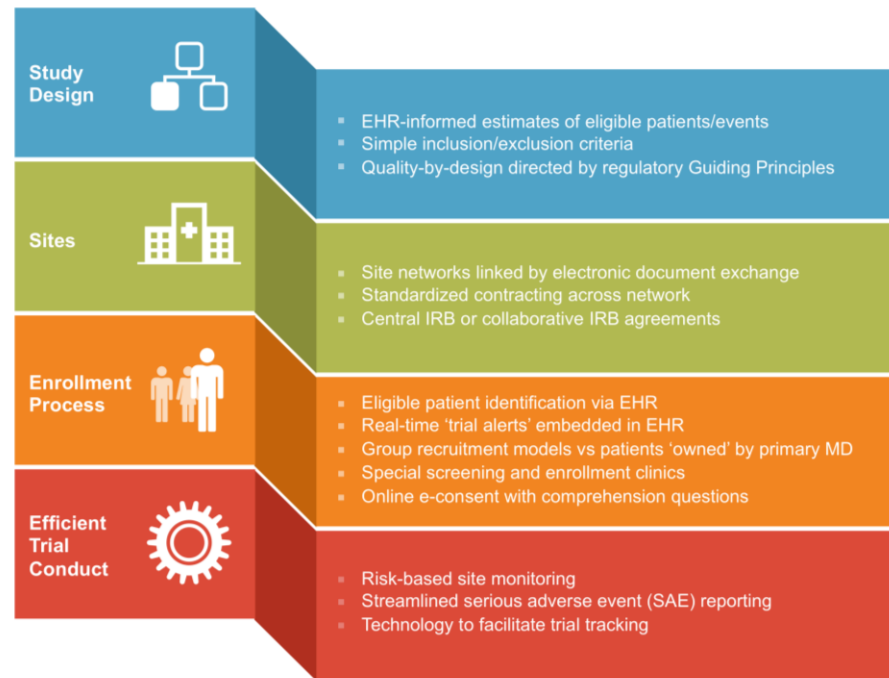 Study
Design
EHR-informed estimates of eligible patients/events
Simple inclusion/exclusion criteria
Quality-by-design directed by regulatory Guiding Principles
Sites
Site networks linked by electronic document exchange
Standardized contracting across network
Central IRB or collaborative IRB agreements
Enrollment
Process
Eligible patient identification via EHR
Real-time ‘trial alerts’ embedded in EHR
Group recruitment models vs patients ‘owned’ by primary MD
Special screening and enrollment clinics
Online e-consent with comprehension questions
Efficient
Trial
Conduct
Risk-based site monitoring
Streamlined serious adverse event (SAE) reporting
Technology to facilitate trial tracking